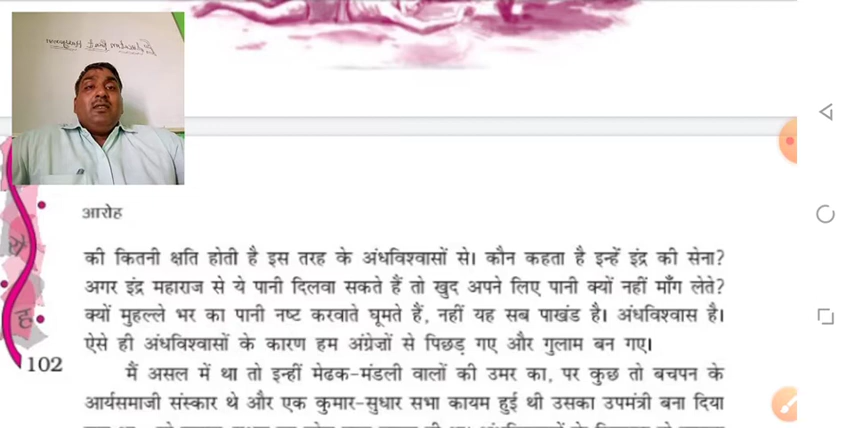 आरोह
की कितनी क्षति होती है इस तरह के अंधविश्वासों से। कौन कहता है इन्हें इंद्र की सेना?
अगर इंद्र महाराज से ये पानी दिलवा सकते हैं तो खुद अपने लिए पानी क्यों नहीं माँग लेते?
क्यों मुहल्ले भर का पानी नष्ट करवाते घूमते हैं, नहीं यह सब पाखंड है। अंधविश्वास है।
ऐसे ही अंधविश्वासों के कारण हम अंग्रेजों से पिछड़ गए और गुलाम बन गए।
102
मैं असल में था तो इन्हीं मेढक-मंडली वालों की उमर का, पर कुछ तो बचपन के
आर्यसमाजी संस्कार थे और एक कुमार-सुधार सभा कायम हुई थी उसका उपमंत्री बना दिया